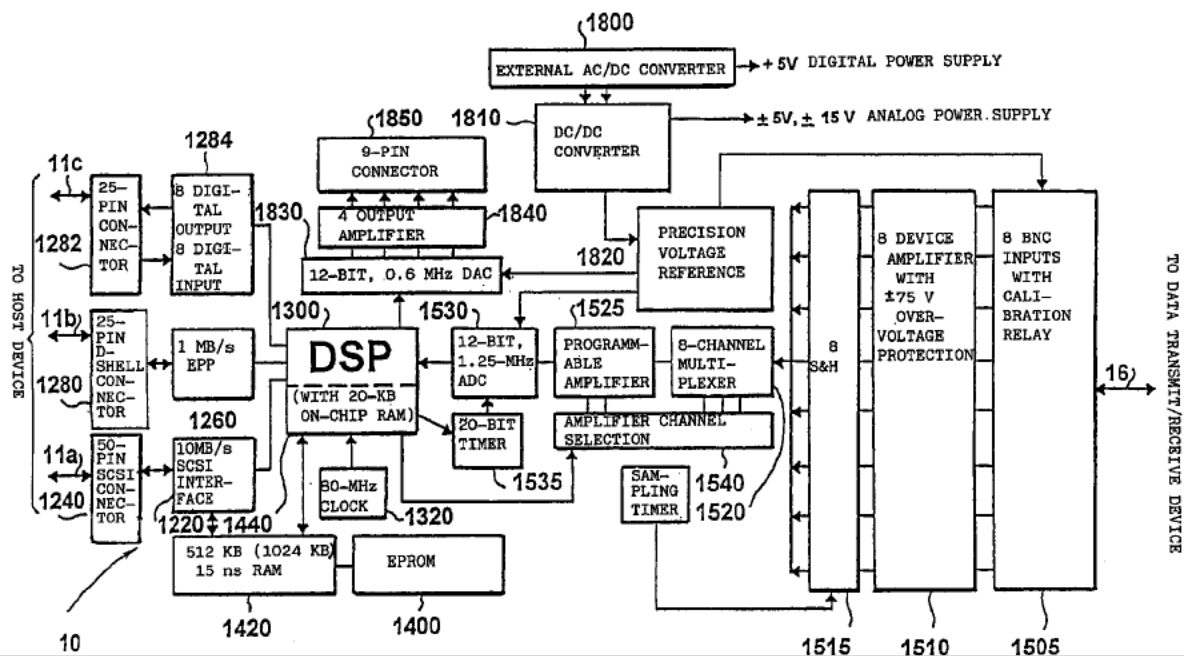 1800
EXTERNAL AC/DC CONVERTER
+5V DIGITAL POWER SUPPLY
1810
DC/DC
CONVERTER
± 5V, ± 15 V ANALOG POWER SUPPLY
1850
9-PIN
CONNECTOR
1284
11c
25-
PIN
CON-
NEC-
TOR
8 DIGI-
TAL
OUTPUT
8 DIGI-
TAL
INPUT
1282
1830
4 OUTPUT
AMPLIFIER
1840
12-BIT, 0.6 MHz DAC
1820
PRECISION
VOLTAGE
REFERENCE
TO HOST DEVICE
11b
25-
PIN
D-
SHELL
CON-
NEC-
TOR
1280
1 MB/s
EPP
1300
DSP
(WITH 20-KB
ON-CHIP RAM)
1530
12-BIT,
1.25-MHz
ADC
1525
PROGRAMM-
ABLE
AMPLIFIER
8-CHANNEL
MULTI-
PLEXER
8
S&H
8 DEVICE
AMPLIFIER
WITH
±75 V
OVER-
VOLTAGE
PROTECTION
8 BNC
INPUTS
WITH
CALI-
BRATION
RELAY
16
TO DATA TRANSMIT/RECEIVE DEVICE
1260
11a
50-
PIN
SCSI
CON-
NEC-
TOR
1240
10MB/s
SCSI
INTER-
FACE
1220
1440
80-MHz
CLOCK
1320
20-BIT
TIMER
1535
AMPLIFIER CHANNEL
SELECTION
1540
1520
SAM-
PLING
TIMER
512 KB (1024 KB)
15 ns RAM
EPROM
10
1420
1400
1515
1510
1505